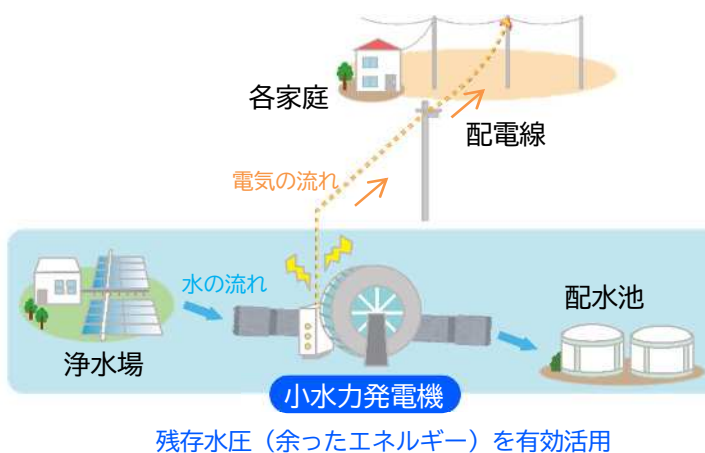 各家庭
配電線
電気の流れ
水の流れ
配水池
浄水場
小水力発電機
残存水圧（余ったエネルギー）を有効活用